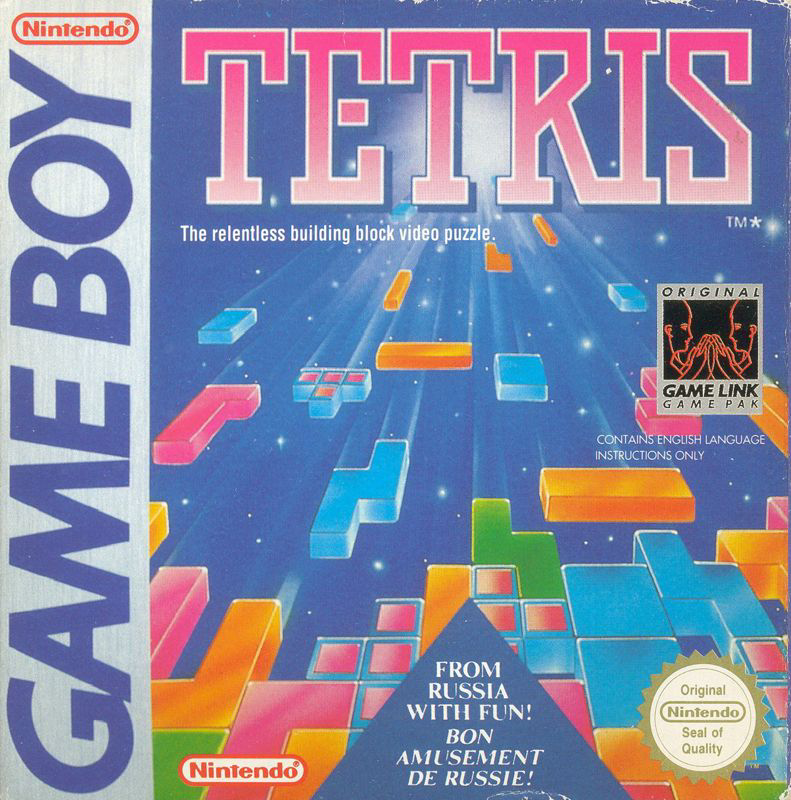 Nintendo®
GAME BOY
TETRIS
TM*
The relentless building block video puzzle.
ORIGINAL
GAME LINK
GAME PAK
CONTAINS ENGLISH LANGUAGE
INSTRUCTIONS ONLY
FROM
RUSSIA
WITH FUN!
BON
AMUSEMENT
DE RUSSIE!
Nintendo®
Original
Nintendo
Seal of
Quality
TM